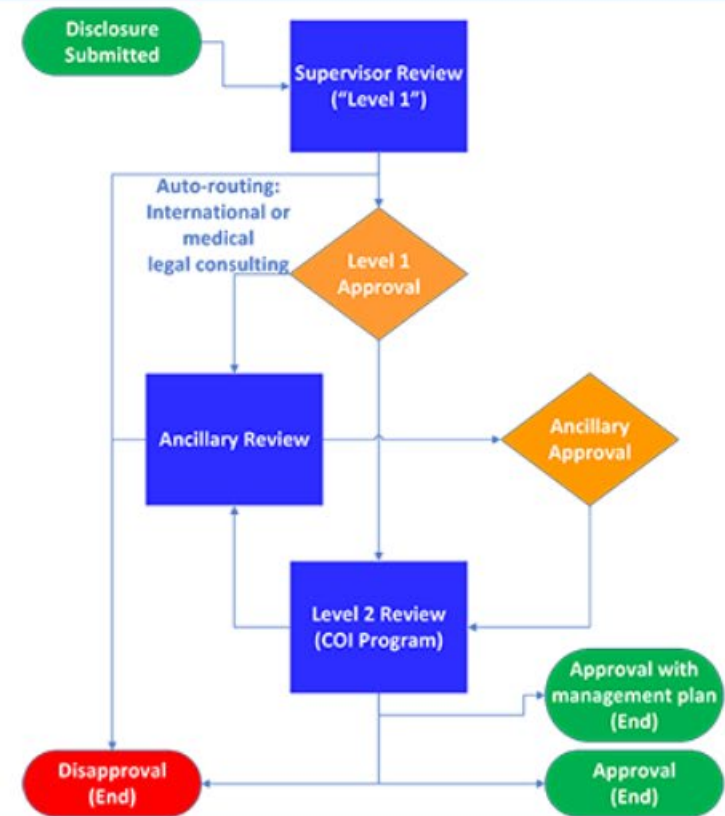 Disclosure
Submitted
Supervisor Review
(“Level 1”)
Auto-routing:
International or
medical
legal consulting
Level 1
Approval
Ancillary Review
Ancillary
Approval
Level 2 Review
(COI Program)
Approval with
management plan
(End)
Disapproval
(End)
Approval
(End)